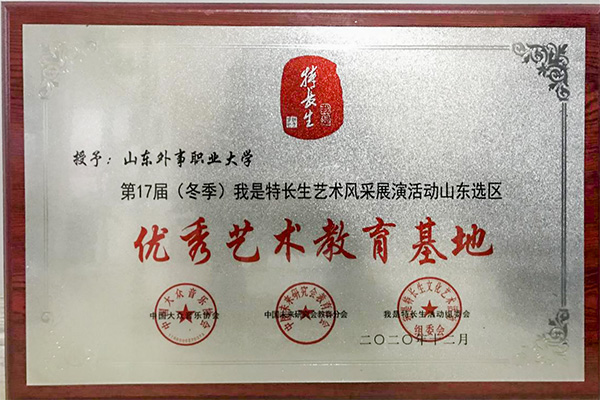 特长生
授予：山东外事职业大学
第17届（冬季）我是特长生艺术风采展演活动山东选区
优秀艺术教育基地
中国大众音乐协会
中国未来研究会教育分会
我是特长生活动组委会
组委会
二〇二〇年十二月